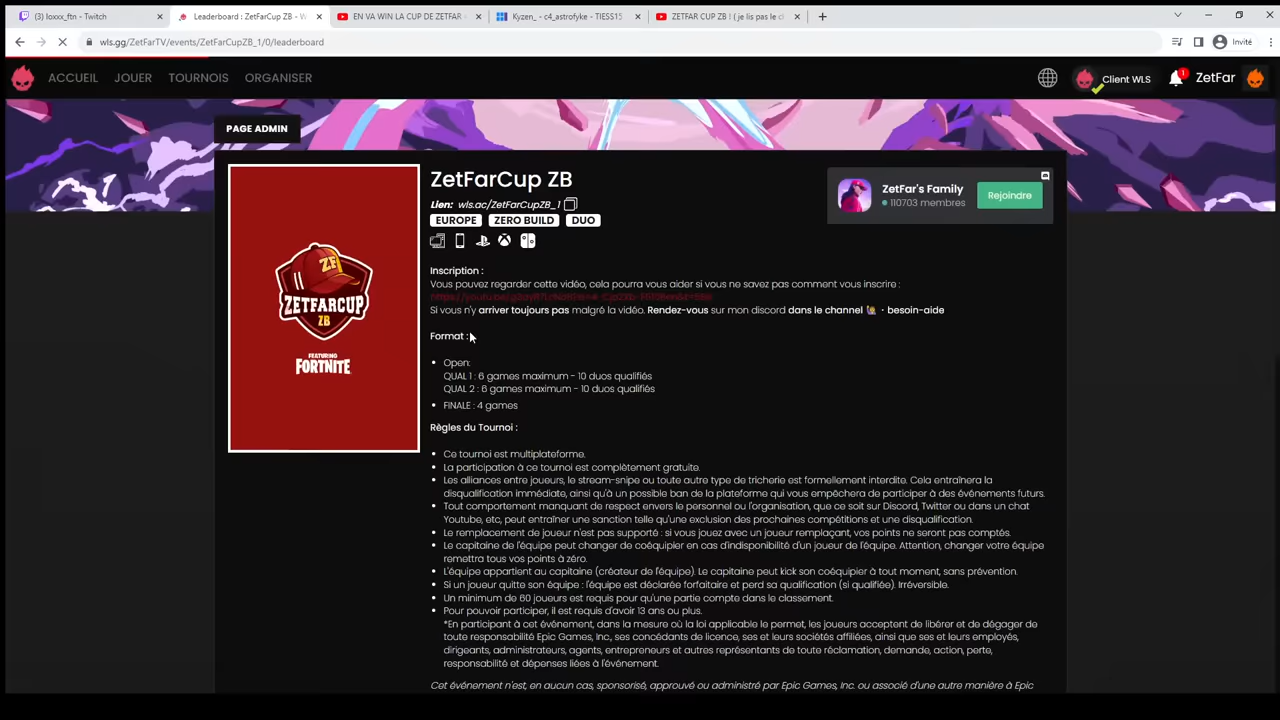 (3) loxxx_ftn - Twitch
Leaderboard : ZetFarCup ZB - W
EN VA WIN LA CUP DE ZETFAR
Kyzen_ - c4_astrofyke - TIESS15
ZETFAR CUP ZB ! ( je lis pas le c
wls.gg/ZetFarTV/events/ZetFarCupZB_1/0/leaderboard
Invité
ACCUEIL JOUER TOURNOIS ORGANISER
Client WLS
1
ZetFar
PAGE ADMIN
ZetFarCup ZB
Lien: wls.ac/ZetFarCupZB_1
EUROPE ZERO BUILD DUO
ZetFar's Family
110703 membres
Rejoindre
ZF
ZETFARCUP
ZB
FEATURING
FORTNITE
Inscription :
Vous pouvez regarder cette vidéo, cela pourra vous aider si vous ne savez pas comment vous inscrire :
Si vous n'y arriver toujours pas malgré la vidéo. Rendez-vous sur mon discord dans le channel 🙋 ・besoin-aide
Format :
• Open:
QUAL 1 : 6 games maximum - 10 duos qualifiés
QUAL 2 : 6 games maximum - 10 duos qualifiés
• FINALE : 4 games
Règles du Tournoi :
• Ce tournoi est multiplateforme.
• La participation à ce tournoi est complètement gratuite.
• Les alliances entre joueurs, le stream-snipe ou toute autre type de tricherie est formellement interdite. Cela entraînera la
disqualification immédiate, ainsi qu'à un possible ban de la plateforme qui vous empêchera de participer à des événements futurs.
• Tout comportement manquant de respect envers le personnel ou l'organisation, que ce soit sur Discord, Twitter ou dans un chat
Youtube, etc, peut entraîner une sanction telle qu'une exclusion des prochaines compétitions et une disqualification.
• Le remplacement de joueur n'est pas supporté : si vous jouez avec un joueur remplaçant, vos points ne seront pas comptés.
• Le capitaine de l'équipe peut changer de coéquipier en cas d'indisponibilité d'un joueur de l'équipe. Attention, changer votre équipe
remettra tous vos points à zéro.
• L'équipe appartient au capitaine (créateur de l'équipe). Le capitaine peut kick son coéquipier à tout moment, sans prévention.
• Si un joueur quitte son équipe : l'équipe est déclarée forfaitaire et perd sa qualification (si qualifiée). Irréversible.
• Un minimum de 60 joueurs est requis pour qu'une partie compte dans le classement.
• Pour pouvoir participer, il est requis d'avoir 13 ans ou plus.
*En participant à cet événement, dans la mesure où la loi applicable le permet, les joueurs acceptent de libérer et de dégager de
toute responsabilité Epic Games, Inc., ses concédants de licence, ses et leurs sociétés affiliées, ainsi que ses et leurs employés,
dirigeants, administrateurs, agents, entrepreneurs et autres représentants de toute réclamation, demande, action, perte,
responsabilité et dépenses liées à l'événement.
Cet événement n'est, en aucun cas, sponsorisé, approuvé ou administré par Epic Games, Inc. ou associé d'une autre manière à Epic